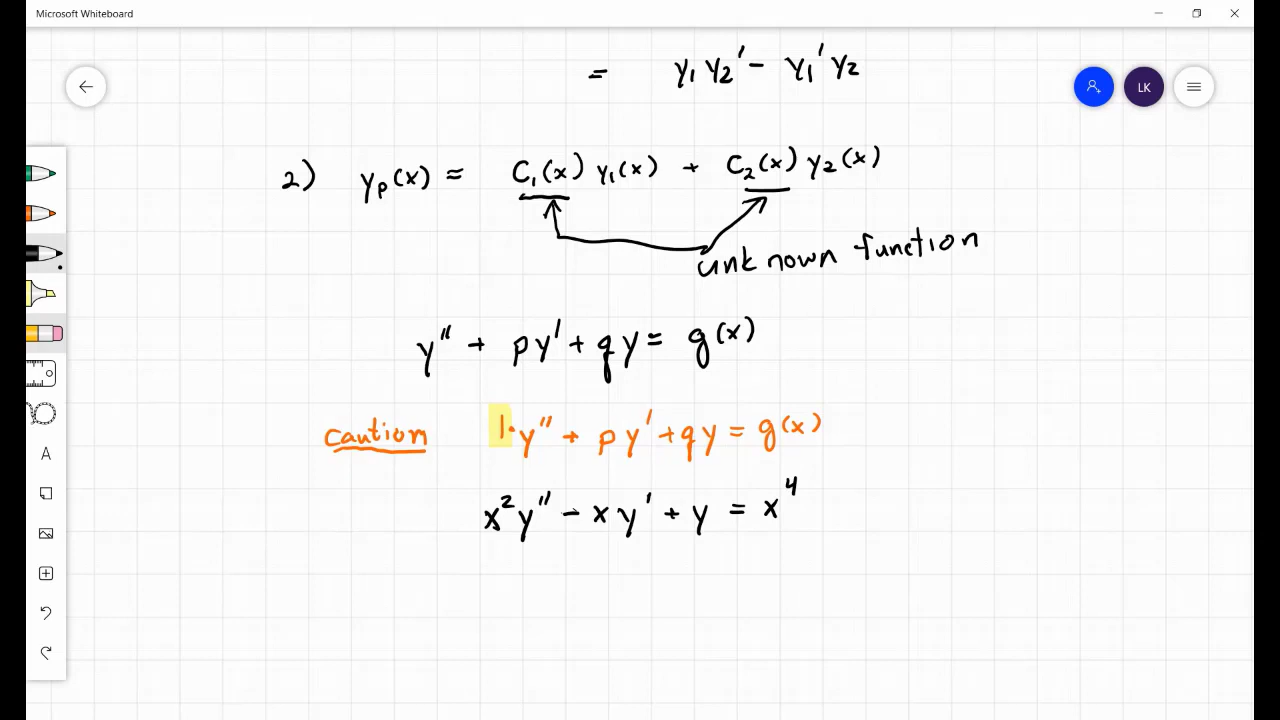 Microsoft Whiteboard
= y₁ y₂' - y₁' y₂
LK
2) yₚ(x) = C₁(x) y₁(x) + C₂(x) y₂(x)
unknown function
y'' + py' + qy = g(x)
caution 1·y'' + py' + qy = g(x)
A
x²y'' - xy' + y = x⁴